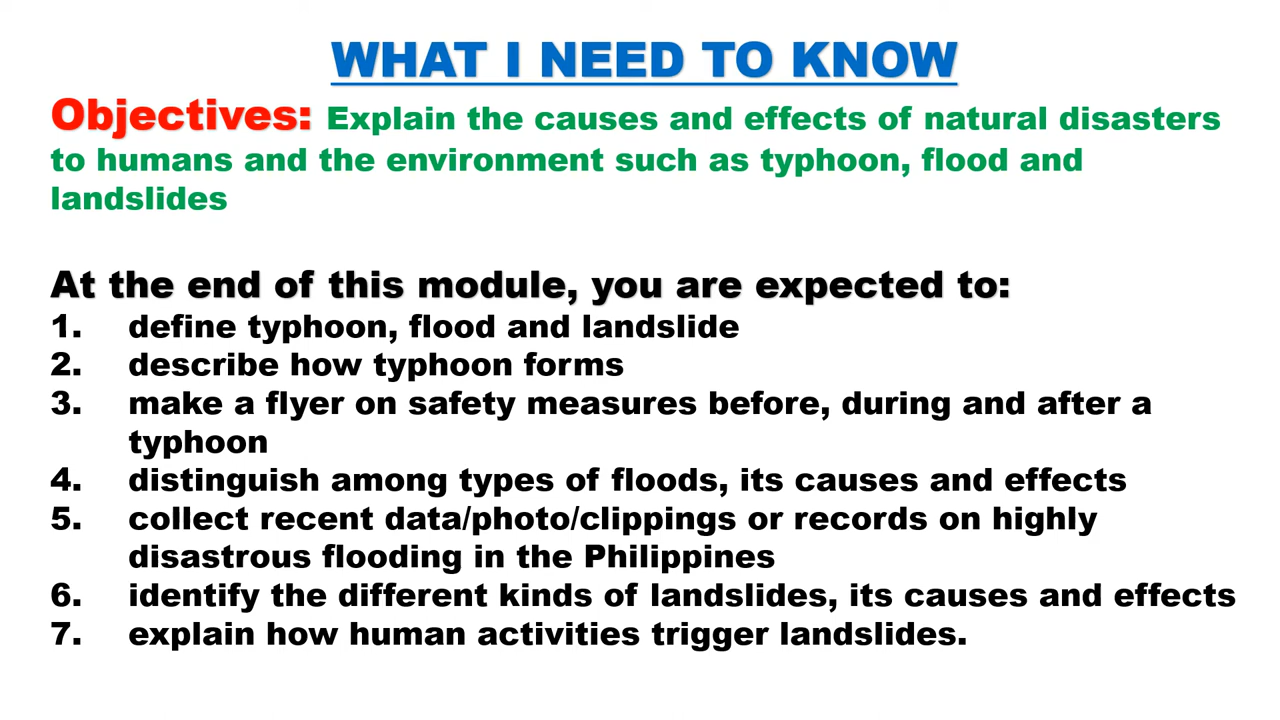 WHAT I NEED TO KNOW
Objectives: Explain the causes and effects of natural disasters
to humans and the environment such as typhoon, flood and
landslides
At the end of this module, you are expected to:
1. define typhoon, flood and landslide
2. describe how typhoon forms
3. make a flyer on safety measures before, during and after a
typhoon
4. distinguish among types of floods, its causes and effects
5. collect recent data/photo/clippings or records on highly
disastrous flooding in the Philippines
6. identify the different kinds of landslides, its causes and effects
7. explain how human activities trigger landslides.